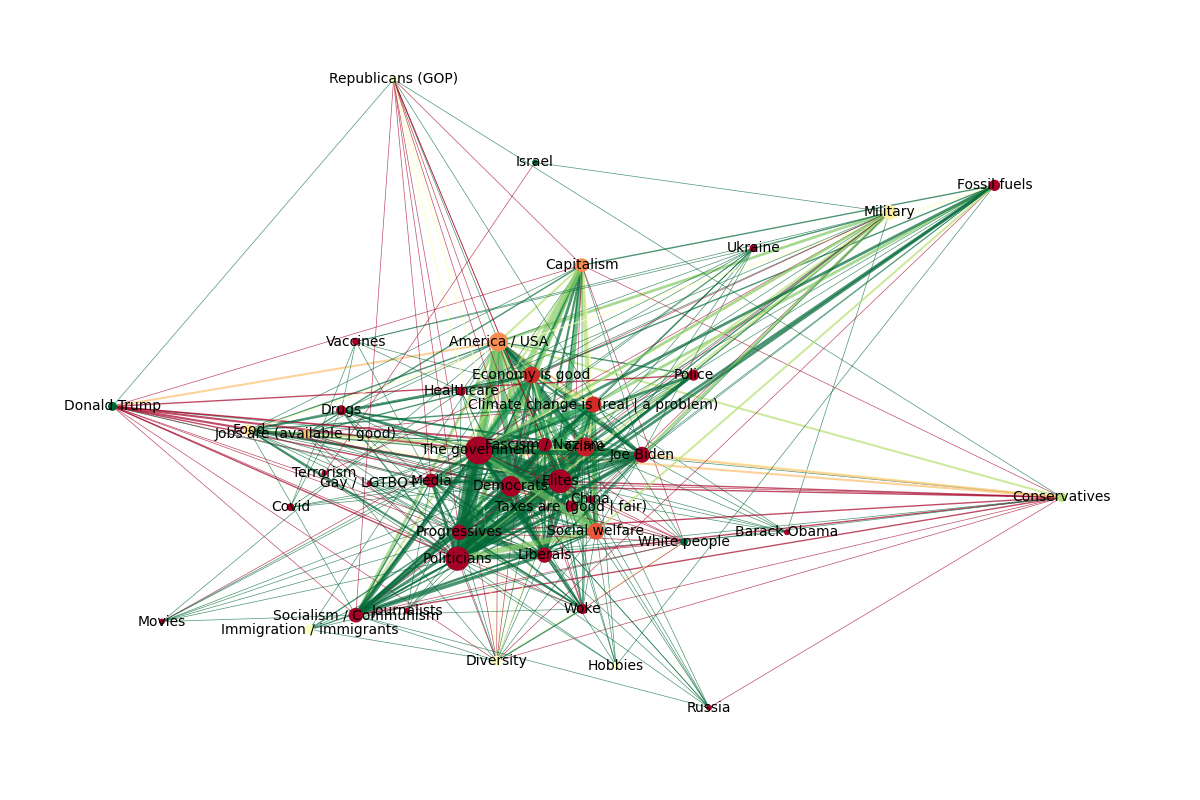 Republicans (GOP)
Israel
Fossil fuels
Military
Ukraine
Capitalism
Vaccines
America / USA
Economy is good
Police
Healthcare
Climate change is (real | a problem)
Donald Trump
Drugs
Food
Jobs are (available | good)
Fascism / Nazism
The government
Joe Biden
Terrorism
Gay / LGTBQ+
Media
Democrats
Elites
Conservatives
China
Covid
Taxes are (good | fair)
Progressives
Social welfare
Barack Obama
White people
Politicians
Liberals
Woke
Journalists
Socialism / Communism
Movies
Immigration / Immigrants
Diversity
Hobbies
Russia